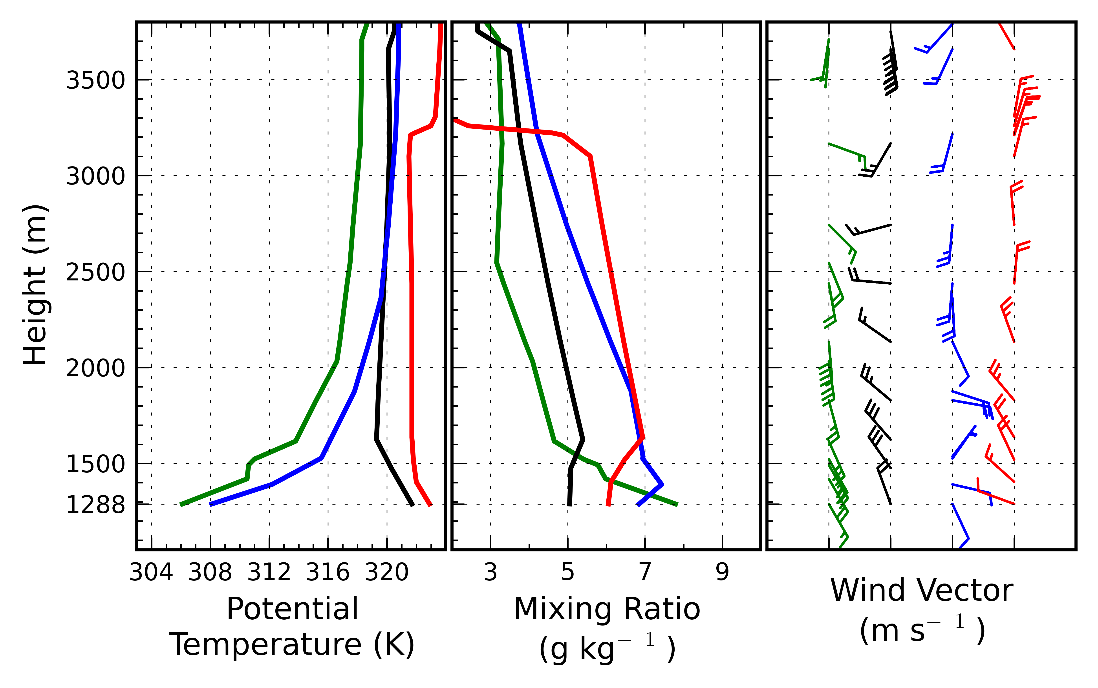 Height (m)
3500
3000
2500
2000
1500
1288
304 308 312 316 320
3 5 7 9
Potential
Temperature (K)
Mixing Ratio
(g kg⁻ ¹ )
Wind Vector
(m s⁻ ¹ )